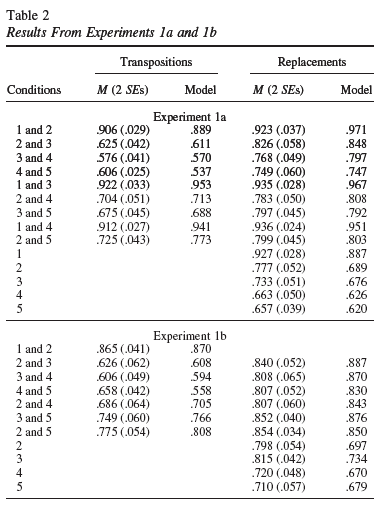 Table 2
Results From Experiments 1a and 1b
Transpositions Replacements
Conditions M (2 SEs) Model M (2 SEs) Model
Experiment 1a
1 and 2 .906 (.029) .889 .923 (.037) .971
2 and 3 .625 (.042) .611 .826 (.058) .848
3 and 4 .576 (.041) .570 .768 (.049) .797
4 and 5 .606 (.025) .537 .749 (.060) .747
1 and 3 .922 (.033) .953 .935 (.028) .967
2 and 4 .704 (.051) .713 .783 (.050) .808
3 and 5 .675 (.045) .688 .797 (.045) .792
1 and 4 .912 (.027) .941 .936 (.024) .951
2 and 5 .725 (.043) .773 .799 (.045) .803
1 .927 (.028) .887
2 .777 (.052) .689
3 .733 (.051) .676
4 .663 (.050) .626
5 .657 (.039) .620
Experiment 1b
1 and 2 .865 (.041) .870
2 and 3 .626 (.062) .608 .840 (.052) .887
3 and 4 .606 (.049) .594 .808 (.065) .870
4 and 5 .658 (.042) .558 .807 (.052) .830
2 and 4 .686 (.064) .705 .807 (.060) .843
3 and 5 .749 (.060) .766 .852 (.040) .876
2 and 5 .775 (.054) .808 .854 (.034) .850
2 .798 (.054) .697
3 .815 (.042) .734
4 .720 (.048) .670
5 .710 (.057) .679